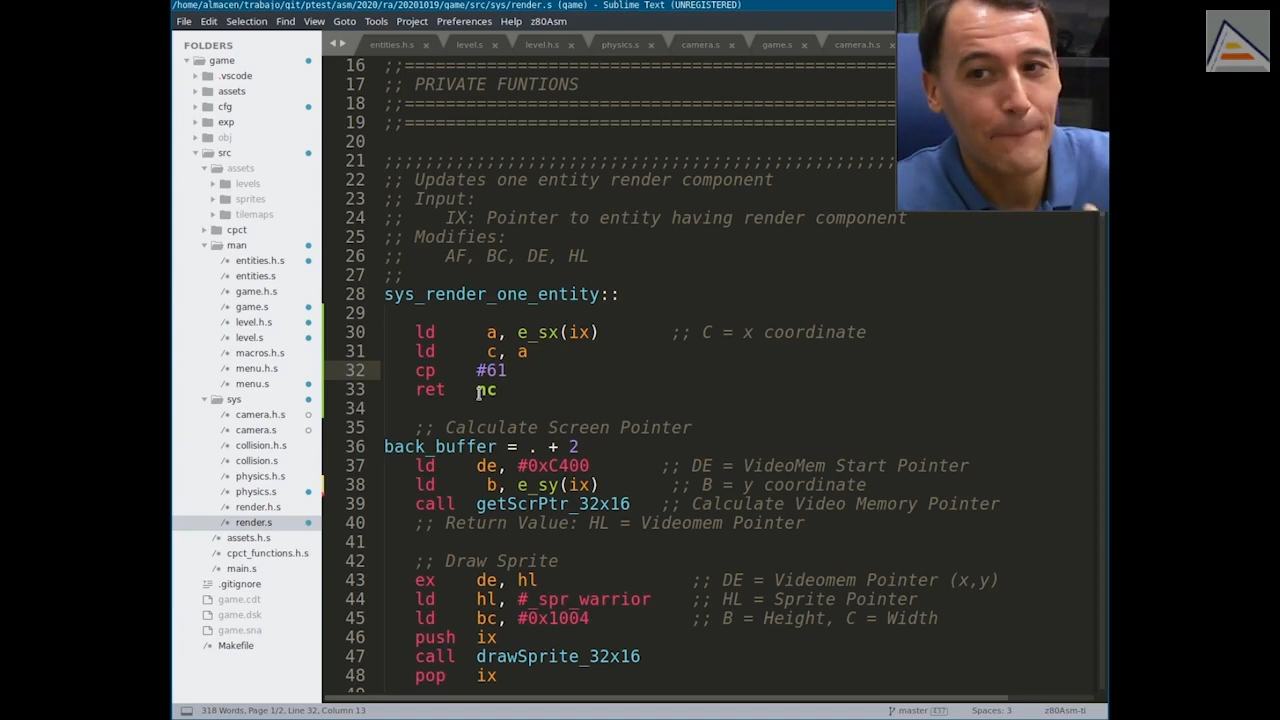 /home/almacen/trabajo/git/ptest/asm/2020/ra/20201019/game/src/sys/render.s (game) - Sublime Text (UNREGISTERED)
File Edit Selection Find View Goto Tools Project Preferences Help z80Asm
FOLDERS
game
.vscode
assets
cfg
exp
obj
src
assets
levels
sprites
tilemaps
cpct
man
entities.h.s
entities.s
game.h.s
game.s
level.h.s
level.s
macros.h.s
menu.h.s
menu.s
sys
camera.h.s
camera.s
collision.h.s
collision.s
physics.h.s
physics.s
render.h.s
render.s
assets.h.s
cpct_functions.h.s
main.s
.gitignore
game.cdt
game.dsk
game.sna
Makefile
entities.h.s × level.s × level.h.s × physics.s × camera.s × game.s × camera.h.s ×
16 ;;==================================================
17 ;; PRIVATE FUNTIONS
18 ;;==================================================
19 ;;==================================================
20
21 ;;;;;;;;;;;;;;;;;;;;;;;;;;;;;;;;;;;;;;;;;;;;;;;;;;
22 ;; Updates one entity render component
23 ;; Input:
24 ;;    IX: Pointer to entity having render component
25 ;; Modifies:
26 ;;    AF, BC, DE, HL
27 ;;
28 sys_render_one_entity::
29
30    ld     a, e_sx(ix)       ;; C = x coordinate
31    ld     c, a
32    cp    #61
33    ret   nc
34
35    ;; Calculate Screen Pointer
36 back_buffer = . + 2
37    ld    de, #0xC400       ;; DE = VideoMem Start Pointer
38    ld     b, e_sy(ix)       ;; B = y coordinate
39    call  getScrPtr_32x16   ;; Calculate Video Memory Pointer
40    ;; Return Value: HL = Videomem Pointer
41
42    ;; Draw Sprite
43    ex    de, hl               ;; DE = Videomem Pointer (x,y)
44    ld    hl, #_spr_warrior    ;; HL = Sprite Pointer
45    ld    bc, #0x1004          ;; B = Height, C = Width
46    push  ix
47    call  drawSprite_32x16
48    pop   ix
318 Words, Page 1/2, Line 32, Column 13 master 437 Spaces: 3 z80Asm-ti